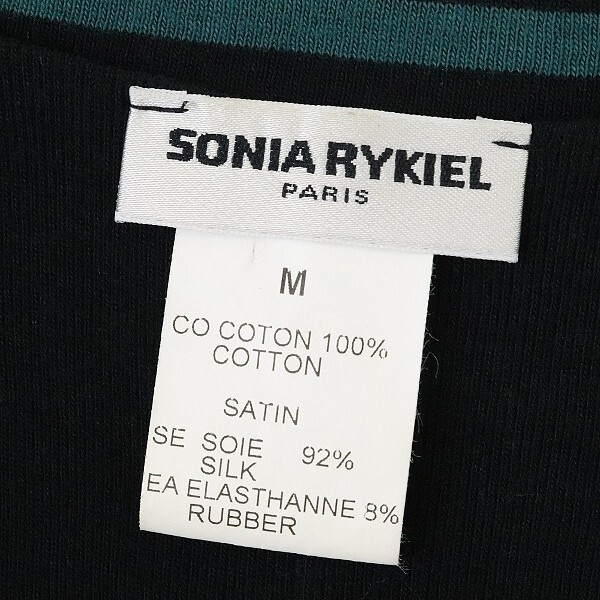 SONIA RYKIEL
PARIS
M
CO COTON 100%
COTTON
SATIN
SE SOIE 92%
SILK
EA ELASTHANNE 8%
RUBBER